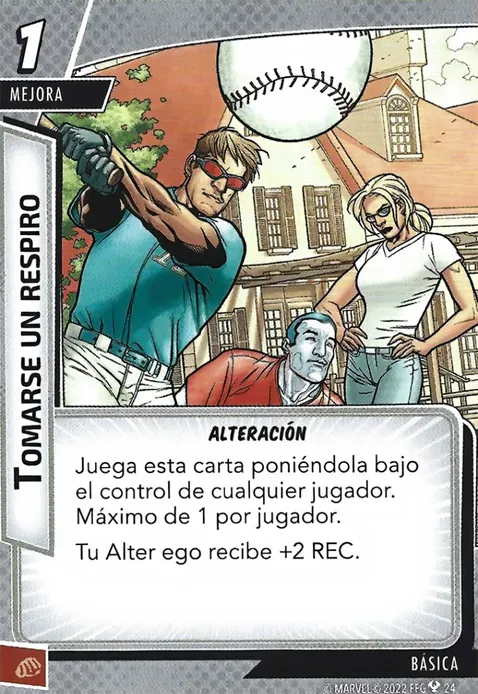 1
MEJORA
TOMARSE UN RESPIRO
ALTERACIÓN
Juega esta carta poniéndola bajo
el control de cualquier jugador.
Máximo de 1 por jugador.
Tu Alter ego recibe +2 REC.
BÁSICA
© MARVEL © 2022 FFG 24